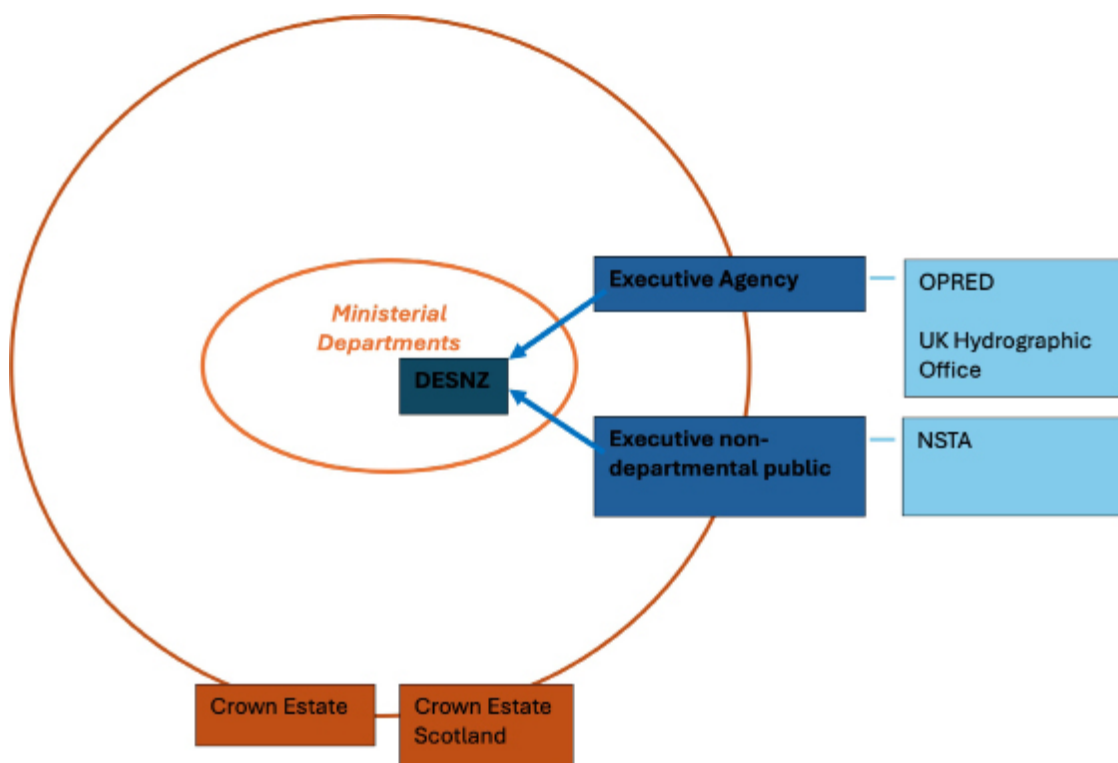 Ministerial
Departments
DESNZ
Executive Agency
OPRED
UK Hydrographic
Office
Executive non-
departmental public
NSTA
Crown Estate
Crown Estate
Scotland